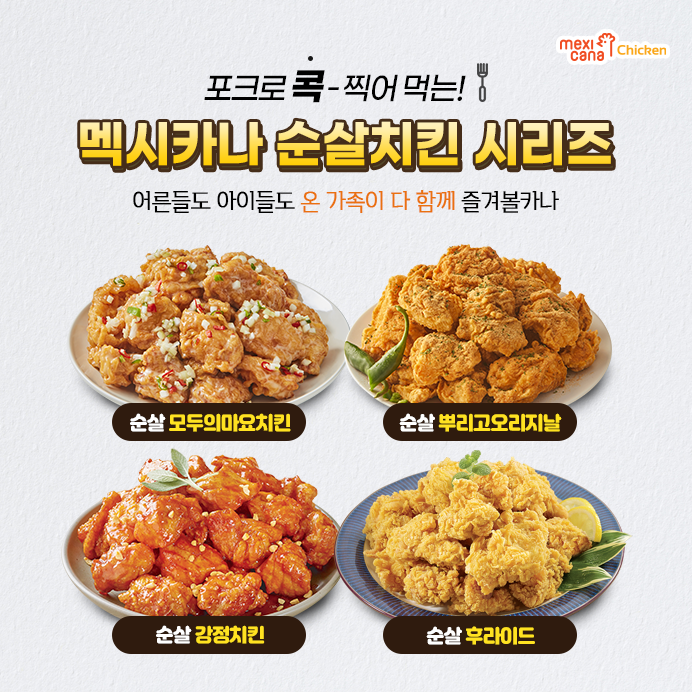 mexi
cana Chicken
포크로 콕 - 찍어 먹는!
멕시카나 순살치킨 시리즈
어른들도 아이들도 온 가족이 다 함께 즐겨볼카나
순살 모두의마요치킨
순살 뿌리고오리지날
순살 강정치킨
순살 후라이드